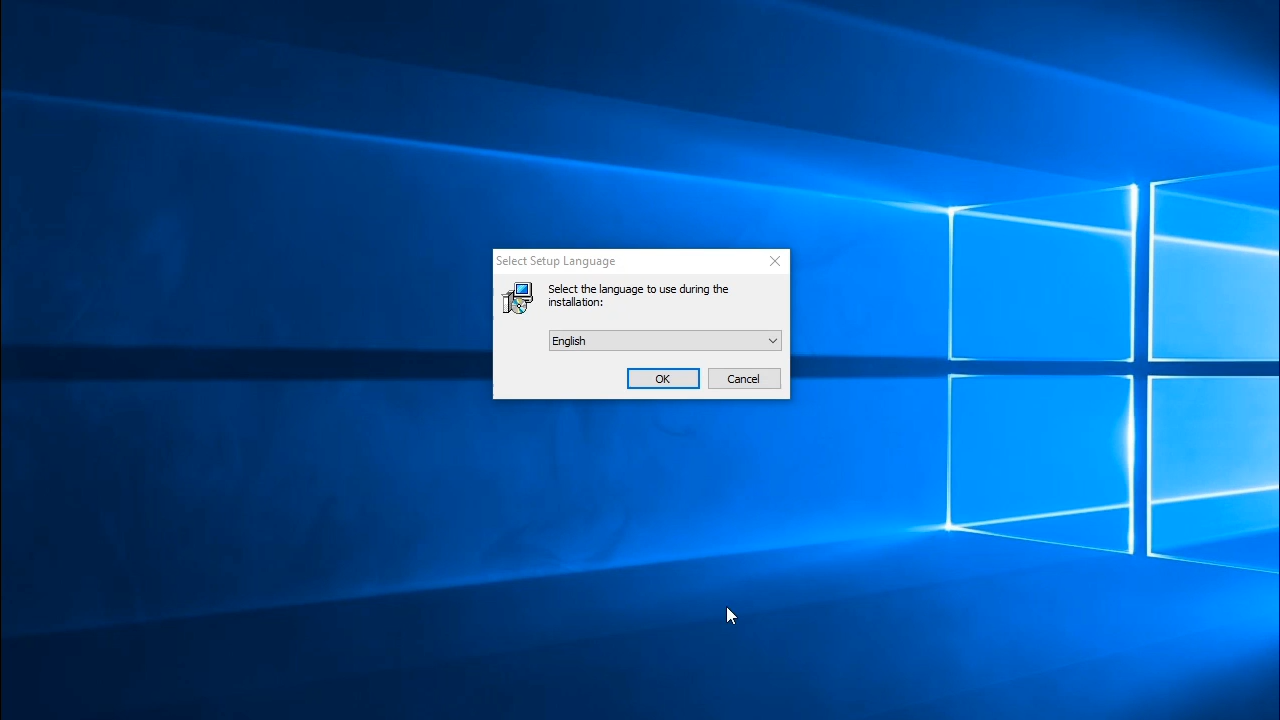 Select Setup Language
Select the language to use during the
installation:
English
OK
Cancel